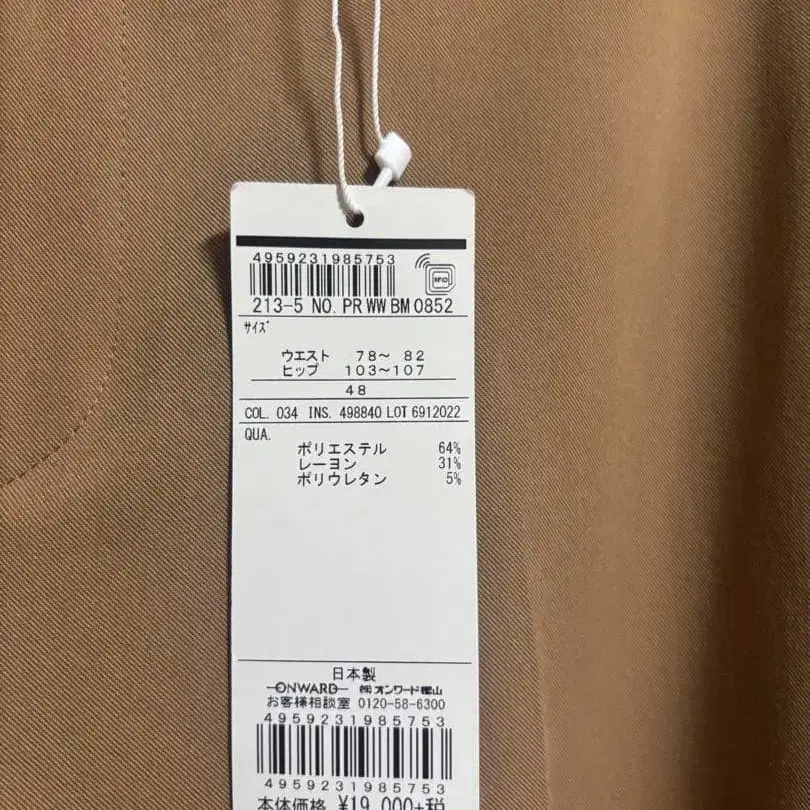 4959231985753
RFID
213-5 NO. PR WW BM 0852
サイズ
ウエスト 78～ 82
ヒップ 103～107
48
COL. 034 INS. 498840 LOT 6912022
QUA.
ポリエステル 64%
レーヨン 31%
ポリウレタン 5%
日本製
ONWARD ㈱オンワード樫山
お客様相談室 0120-58-6300
4959231985753
4959231985753
本体価格 ¥19,000+税